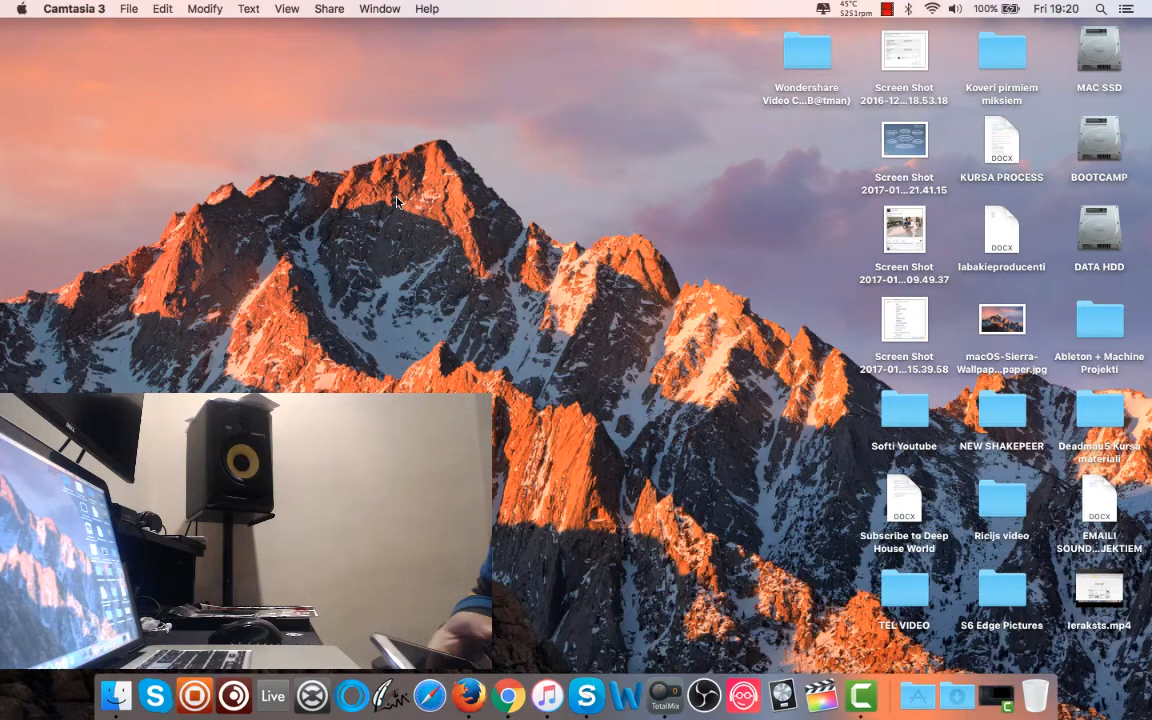 Camtasia 3 File Edit Modify Text View Share Window Help 45°C 5251rpm 100% Fri 19:20
Wondershare
Video C...B@tman)
Screen Shot
2016-12...18.53.18
Koveri pirmiem
miksiem
MAC SSD
DOCX
Screen Shot
2017-01...21.41.15
KURSA PROCESS
BOOTCAMP
DOCX
Screen Shot
2017-01...09.49.37
labakieproducenti
DATA HDD
Screen Shot
2017-01...15.39.58
macOS-Sierra-
Wallpap...paper.jpg
Ableton + Machine
Projekti
Softi Youtube
NEW SHAKEPEER
Deadmau5 Kursa
materiali
DOCX
DOCX
Subscribe to Deep
House World
Ricijs video
EMAILI
SOUND...JEKTIEM
TEL VIDEO
S6 Edge Pictures
Ieraksts.mp4
DELL
Live
TotalMix